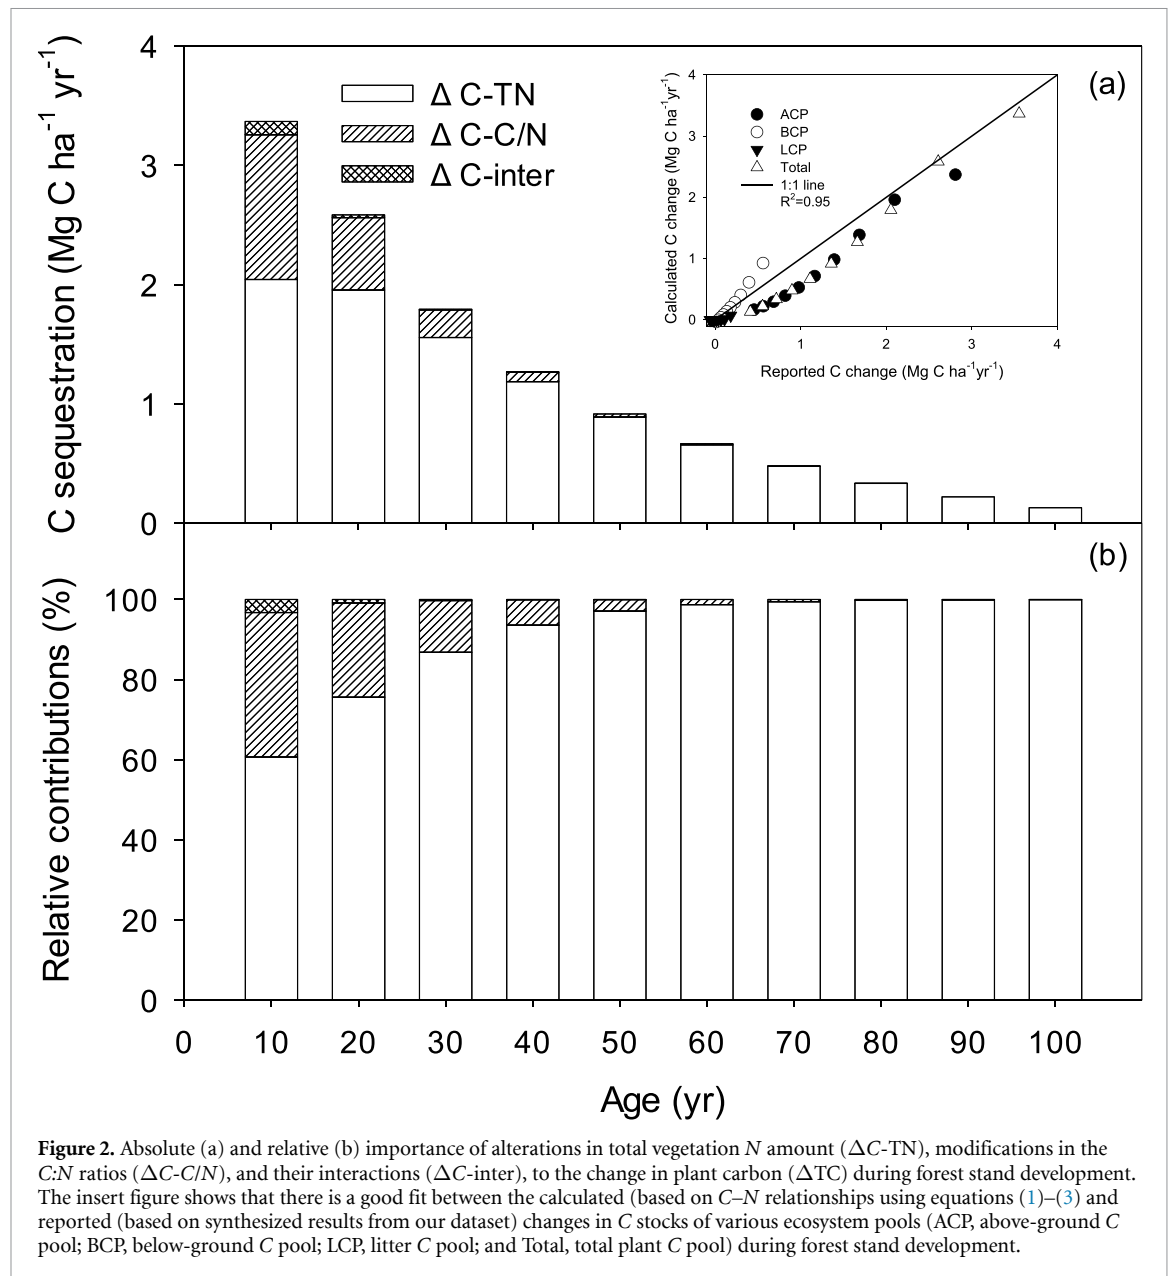 4
3
2
1
0
C sequestration (Mg C ha⁻¹ yr⁻¹)
Δ C-TN
Δ C-C/N
Δ C-inter
(a)
4
3
2
1
0
Calculated C change (Mg C ha⁻¹yr⁻¹)
ACP
BCP
LCP
Total
1:1 line
R²=0.95
0 1 2 3 4
Reported C change (Mg C ha⁻¹yr⁻¹)
(b)
100
80
60
40
20
0
Relative contributions (%)
0 10 20 30 40 50 60 70 80 90 100
Age (yr)
Figure 2. Absolute (a) and relative (b) importance of alterations in total vegetation N amount (ΔC-TN), modifications in the
C:N ratios (ΔC-C/N), and their interactions (ΔC-inter), to the change in plant carbon (ΔTC) during forest stand development.
The insert figure shows that there is a good fit between the calculated (based on C–N relationships using equations (1)–(3) and
reported (based on synthesized results from our dataset) changes in C stocks of various ecosystem pools (ACP, above-ground C
pool; BCP, below-ground C pool; LCP, litter C pool; and Total, total plant C pool) during forest stand development.